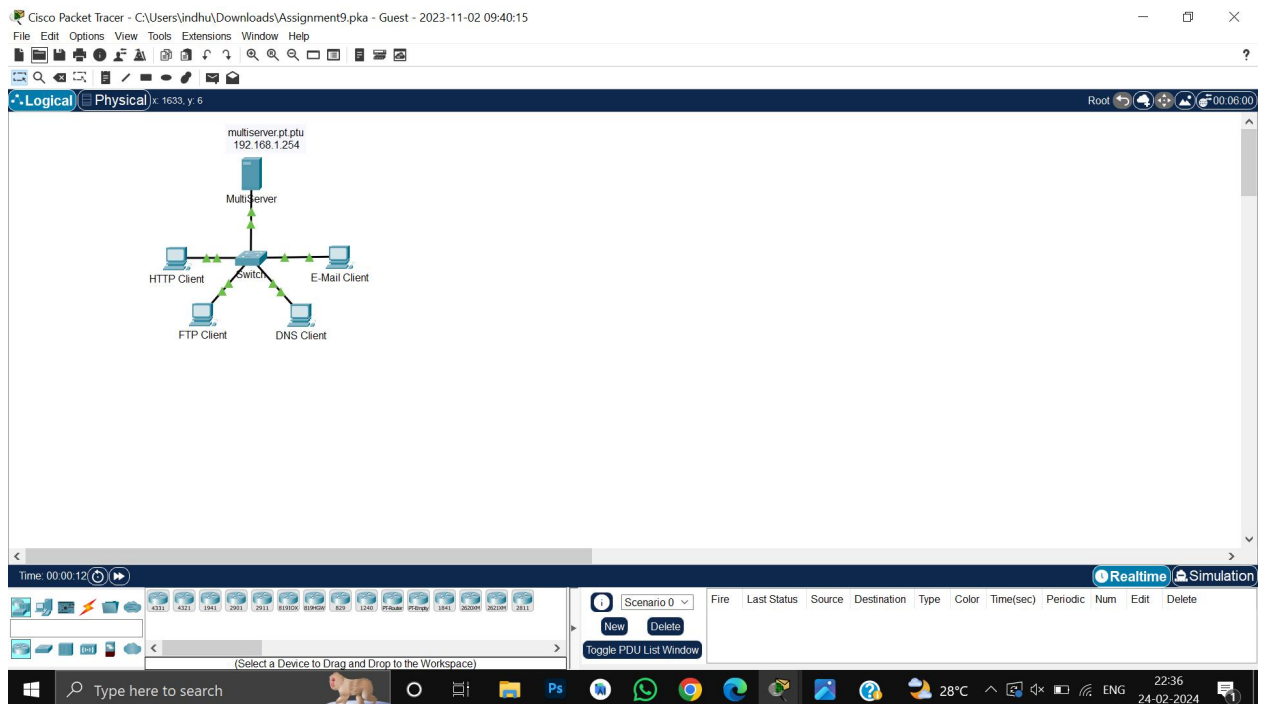 Cisco Packet Tracer - C:\Users\indhu\Downloads\Assignment9.pka - Guest - 2023-11-02 09:40:15
File Edit Options View Tools Extensions Window Help
?
Logical Physical x: 1633, y: 6 Root 00:06:00
multiserver.pt.ptu
192.168.1.254
MultiServer
HTTP Client Switch E-Mail Client
FTP Client DNS Client
Time: 00:00:12 Realtime Simulation
4331 4321 1941 2901 2911 819IOX 819HGW 829 1240 PT-Router PT-Empty 1841 2620XM 2621XM 2811
Scenario 0 Fire Last Status Source Destination Type Color Time(sec) Periodic Num Edit Delete
New Delete
Toggle PDU List Window
(Select a Device to Drag and Drop to the Workspace)
Type here to search Ps 28°C ENG 22:36
24-02-2024 1